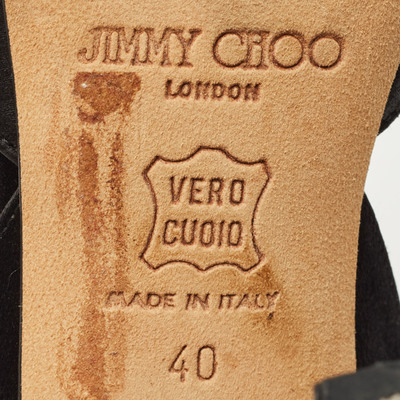 JIMMY CHOO
LONDON
VERO
CUOIO
MADE IN ITALY
40